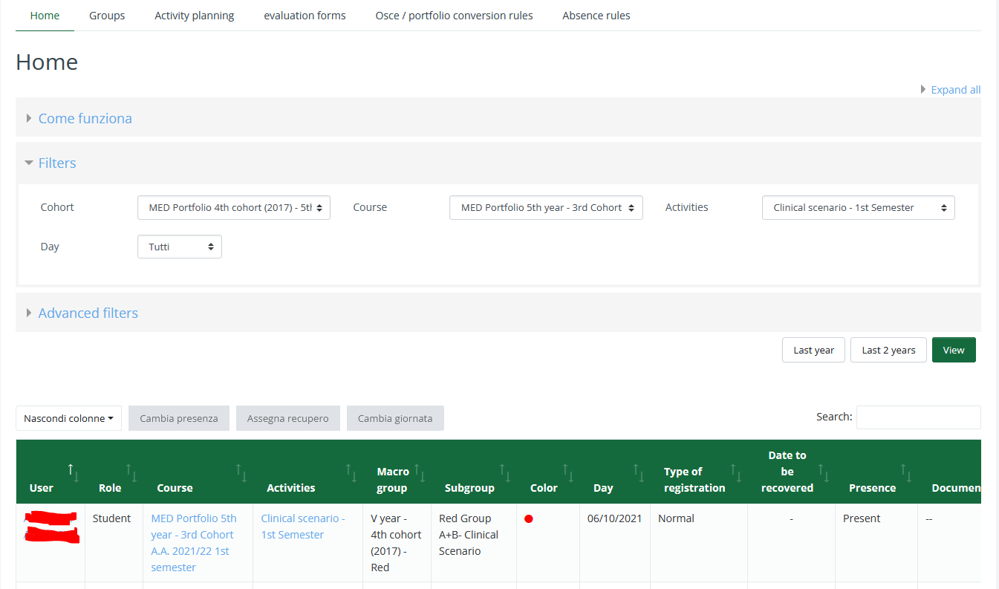 Home Groups Activity planning evaluation forms Osce / portfolio conversion rules Absence rules
Home
Expand all
Come funziona
Filters
Cohort MED Portfolio 4th cohort (2017) - 5th Course MED Portfolio 5th year - 3rd Cohort Activities Clinical scenario - 1st Semester
Day Tutti
Advanced filters
Last year Last 2 years View
Nascondi colonne Cambia presenza Assegna recupero Cambia giornata Search:
User Role Course Activities Macro group Subgroup Color Day Type of registration Date to be recovered Presence Documen
Student MED Portfolio 5th year - 3rd Cohort A.A. 2021/22 1st semester Clinical scenario - 1st Semester V year - 4th cohort (2017) - Red Red Group A+B- Clinical Scenario 06/10/2021 Normal - Present --